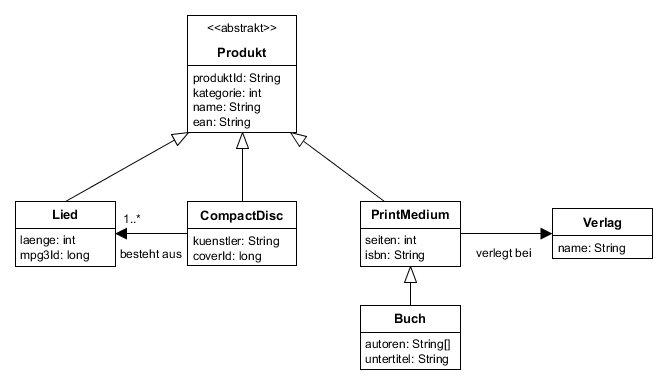 <<abstrakt>>
Produkt
produktId: String
kategorie: int
name: String
ean: String
Lied
laenge: int
mpg3Id: long
1..*
besteht aus
CompactDisc
kuenstler: String
coverId: long
PrintMedium
seiten: int
isbn: String
verlegt bei
Verlag
name: String
Buch
autoren: String[]
untertitel: String